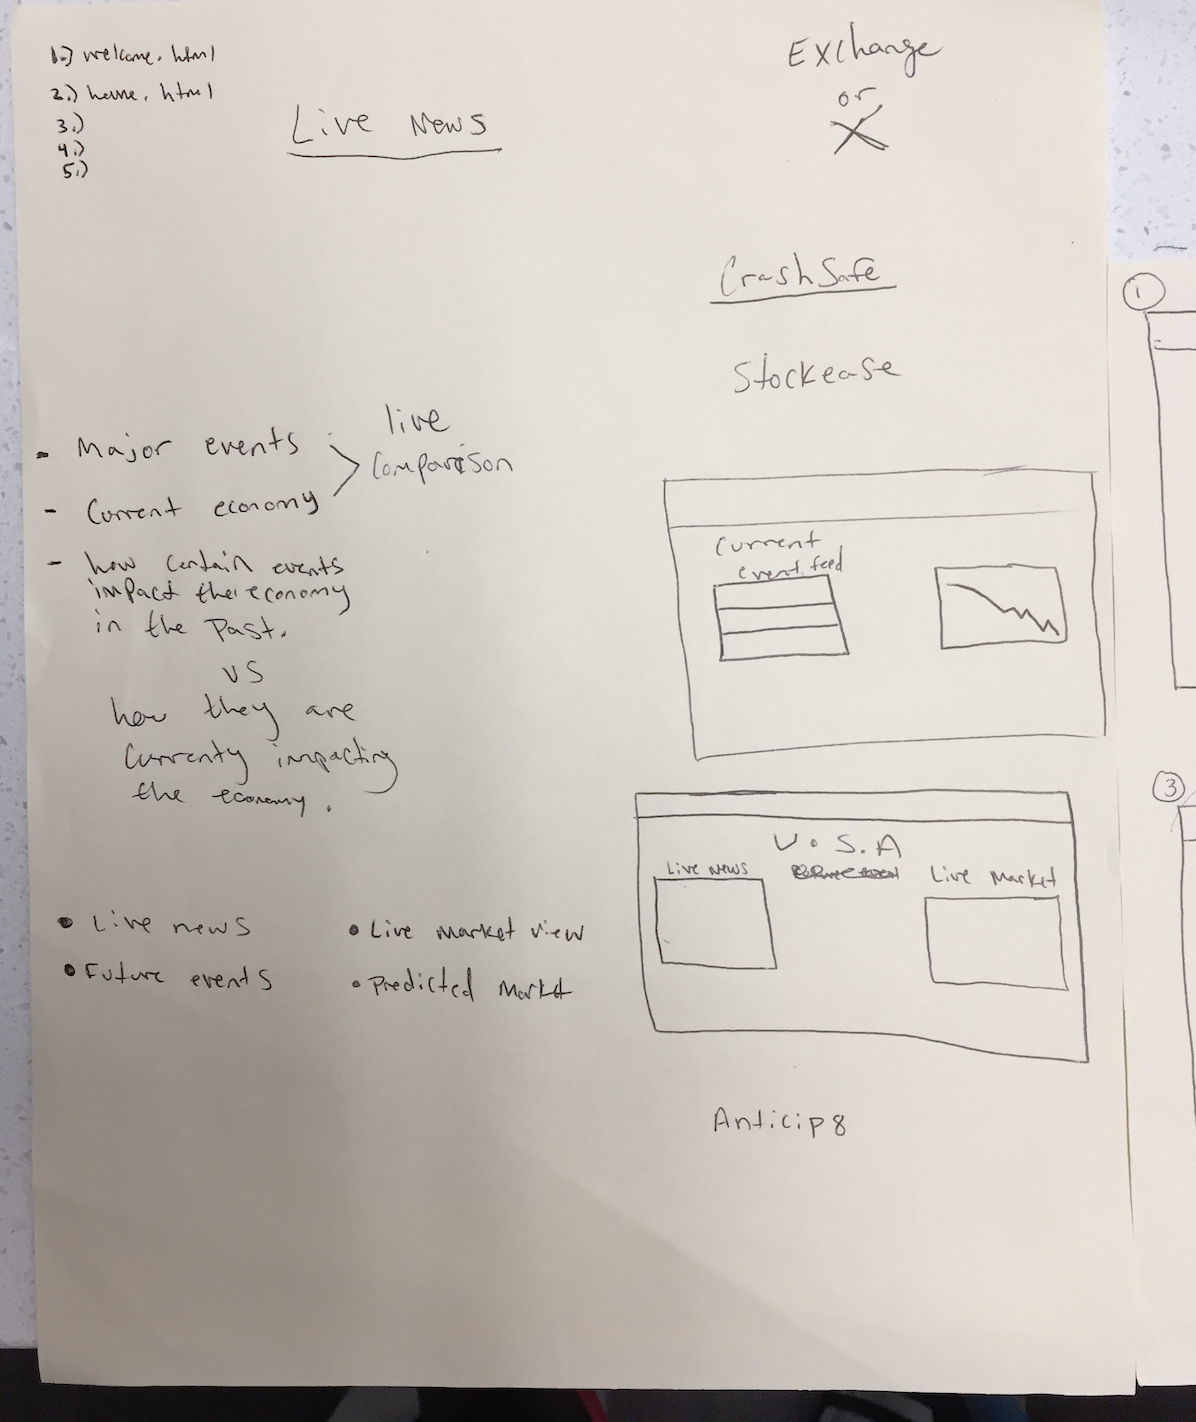 1.) welcome.html
2.) home.html
3.)
4.)
5.)
Live News
Exchange
or
X
CrashSafe
Stockease
- Major events
- Current economy
live
comparison
- how certain events
impact the economy
in the past.
vs
how they are
currenty impacting
the economy.
• Live news
• Future events
• Live market view
• Predicted market
Current
event feed
U.S.A
Live News
Live Market
Anticip8
1
3